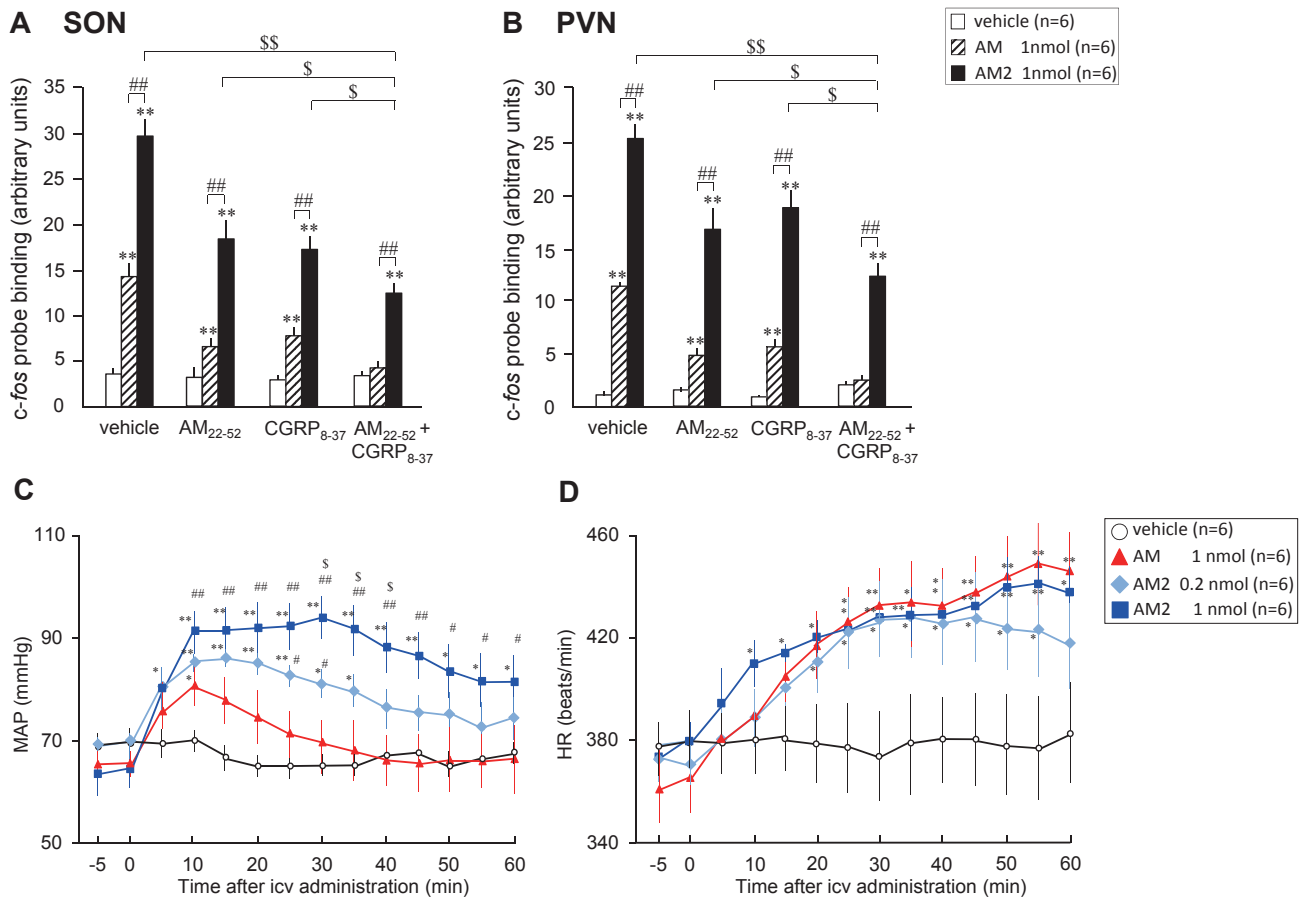 A SON
B PVN
vehicle (n=6)
AM 1nmol (n=6)
AM2 1nmol (n=6)
$$
$
$
##
**
**
##
**
**
##
**
**
##
**
35
30
25
20
15
10
5
0
c-fos probe binding (arbitrary units)
vehicle
AM22-52
CGRP8-37
AM22-52 +
CGRP8-37
$$
$
$
##
**
**
##
**
**
##
**
**
##
**
30
25
20
15
10
5
0
c-fos probe binding (arbitrary units)
vehicle
AM22-52
CGRP8-37
AM22-52 +
CGRP8-37
C
110
90
70
50
MAP (mmHg)
$ $ $
## ## ## ## ## ## ## ## # # #
** ** ** ** ** ** ** ** * * *
* ** ** ** ** # * # *
*
-5 0 10 20 30 40 50 60
Time after icv administration (min)
D
460
420
380
340
HR (beats/min)
-5 0 10 20 30 40 50 60
Time after icv administration (min)
vehicle (n=6)
AM 1 nmol (n=6)
AM2 0.2 nmol (n=6)
AM2 1 nmol (n=6)